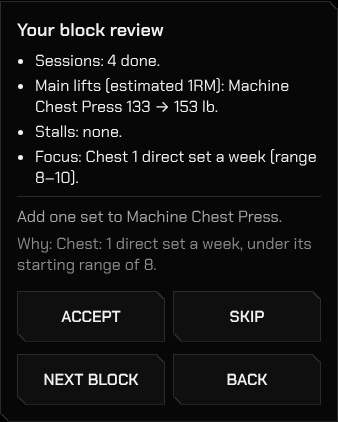 Your block review
• Sessions: 4 done.
• Main lifts (estimated 1RM): Machine
Chest Press 133 → 153 lb.
• Stalls: none.
• Focus: Chest 1 direct set a week (range
8–10).
Add one set to Machine Chest Press.
Why: Chest: 1 direct set a week, under its
starting range of 8.
ACCEPT
SKIP
NEXT BLOCK
BACK